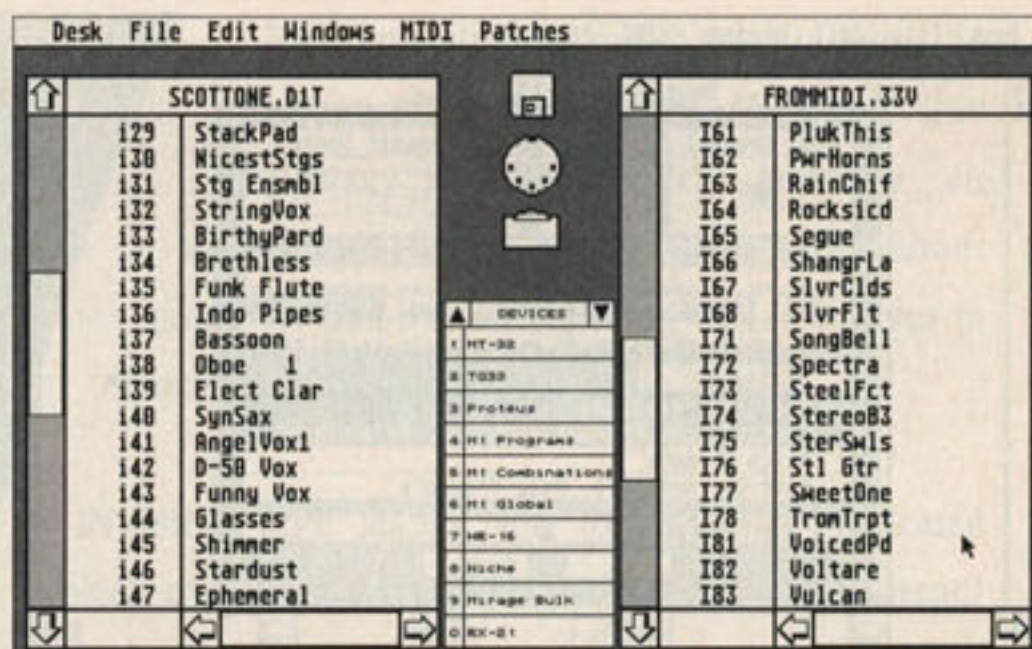 Desk File Edit Windows MIDI Patches
SCOTTONE.D1T
i29 StackPad
i30 NicestStgs
i31 Stg Ensmbl
i32 StringVox
i33 BirthyPard
i34 Brethless
i35 Funk Flute
i36 Indo Pipes
i37 Bassoon
i38 Oboe 1
i39 Elect Clar
i40 SynSax
i41 AngelVox1
i42 D-50 Vox
i43 Funny Vox
i44 Glasses
i45 Shimmer
i46 Stardust
i47 Ephemeral
DEVICES
1 MT-32
2 TG33
3 Proteus
4 M1 Programs
5 M1 Combinations
6 M1 Global
7 HR-16
8 Niche
9 Mirage Bulk
0 RX-21
FROMMIDI.33V
I61 PlukThis
I62 PwrHorns
I63 RainChif
I64 Rocksicd
I65 Segue
I66 ShangrLa
I67 SlvrClds
I68 SlvrFlt
I71 SongBell
I72 Spectra
I73 SteelFct
I74 StereoB3
I75 SterSwls
I76 Stl Gtr
I77 SweetOne
I78 TromTrpt
I81 VoicedPd
I82 Voltare
I83 Vulcan